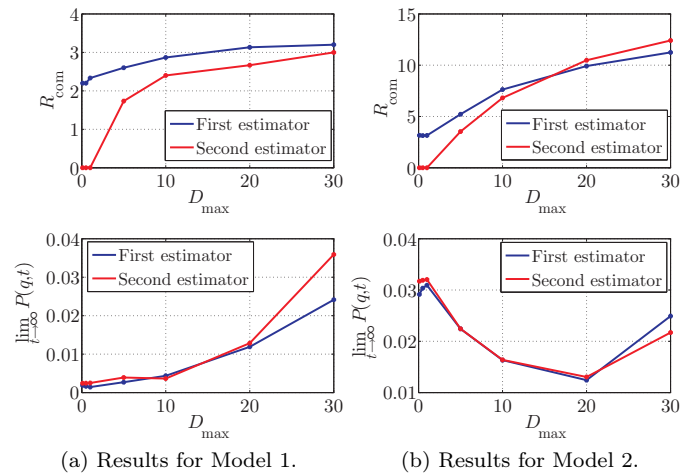 4
3
2
1
0
R_com
0 10 20 30
D_max
First estimator
Second estimator
15
10
5
0
R_com
0 10 20 30
D_max
First estimator
Second estimator
0.04
0.03
0.02
0.01
0
lim t→∞ P(q,t)
0 10 20 30
D_max
First estimator
Second estimator
0.04
0.03
0.02
0.01
lim t→∞ P(q,t)
0 10 20 30
D_max
First estimator
Second estimator
(a) Results for Model 1.
(b) Results for Model 2.